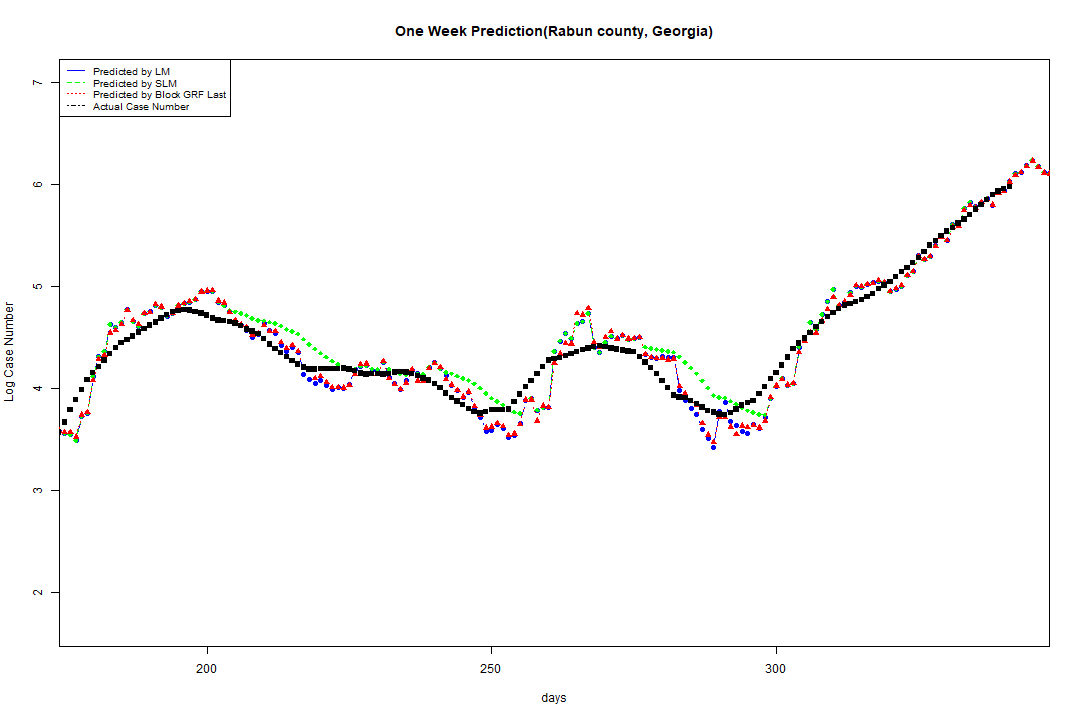 One Week Prediction(Rabun county, Georgia)
Predicted by LM
Predicted by SLM
Predicted by Block GRF Last
Actual Case Number
7
6
5
4
3
2
Log Case Number
200
250
300
days